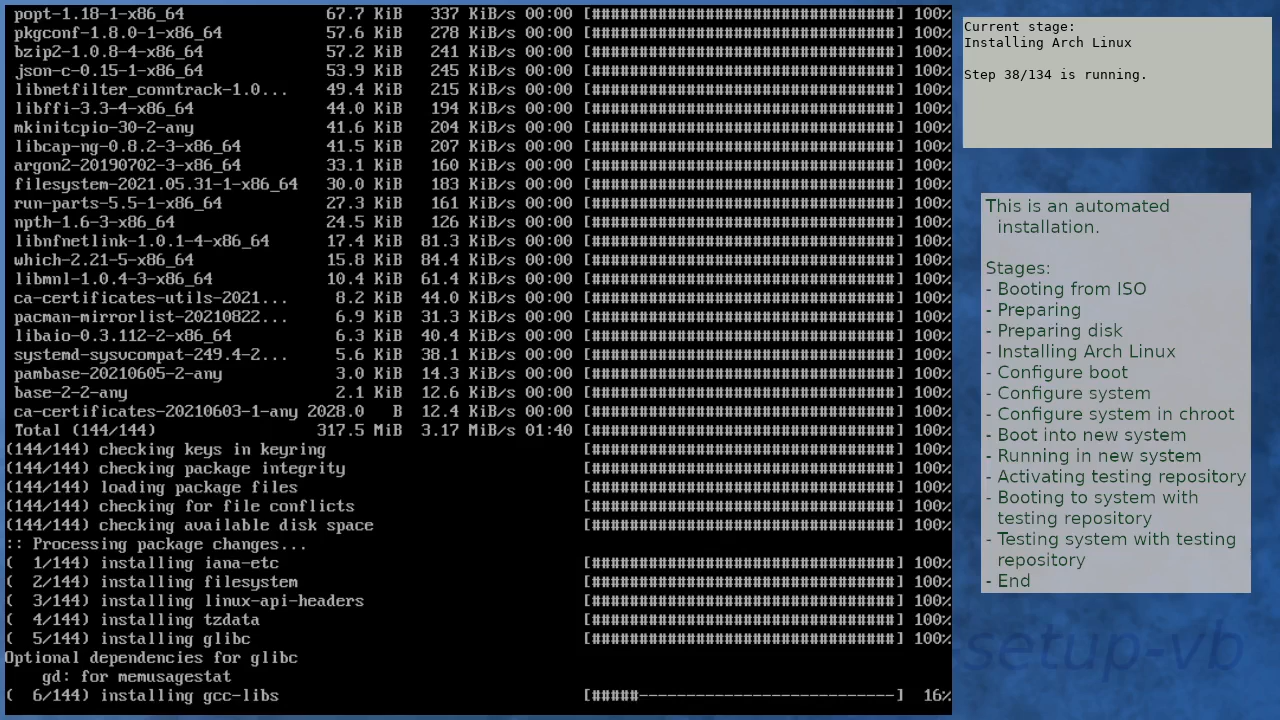 popt-1.18-1-x86_64 67.7 KiB 337 KiB/s 00:00 [################################] 100%
pkgconf-1.8.0-1-x86_64 57.6 KiB 278 KiB/s 00:00 [################################] 100%
bzip2-1.0.8-4-x86_64 57.2 KiB 241 KiB/s 00:00 [################################] 100%
json-c-0.15-1-x86_64 53.9 KiB 245 KiB/s 00:00 [################################] 100%
libnetfilter_conntrack-1.0... 49.4 KiB 215 KiB/s 00:00 [################################] 100%
libffi-3.3-4-x86_64 44.0 KiB 194 KiB/s 00:00 [################################] 100%
mkinitcpio-30-2-any 41.6 KiB 204 KiB/s 00:00 [################################] 100%
libcap-ng-0.8.2-3-x86_64 41.5 KiB 207 KiB/s 00:00 [################################] 100%
argon2-20190702-3-x86_64 33.1 KiB 160 KiB/s 00:00 [################################] 100%
filesystem-2021.05.31-1-x86_64 30.0 KiB 183 KiB/s 00:00 [################################] 100%
run-parts-5.5-1-x86_64 27.3 KiB 161 KiB/s 00:00 [################################] 100%
npth-1.6-3-x86_64 24.5 KiB 126 KiB/s 00:00 [################################] 100%
libnfnetlink-1.0.1-4-x86_64 17.4 KiB 81.3 KiB/s 00:00 [################################] 100%
which-2.21-5-x86_64 15.8 KiB 84.4 KiB/s 00:00 [################################] 100%
libmnl-1.0.4-3-x86_64 10.4 KiB 61.4 KiB/s 00:00 [################################] 100%
ca-certificates-utils-2021... 8.2 KiB 44.0 KiB/s 00:00 [################################] 100%
pacman-mirrorlist-20210822... 6.9 KiB 31.3 KiB/s 00:00 [################################] 100%
libaio-0.3.112-2-x86_64 6.3 KiB 40.4 KiB/s 00:00 [################################] 100%
systemd-sysvcompat-249.4-2... 5.6 KiB 38.1 KiB/s 00:00 [################################] 100%
pambase-20210605-2-any 3.0 KiB 14.3 KiB/s 00:00 [################################] 100%
base-2-2-any 2.1 KiB 12.6 KiB/s 00:00 [################################] 100%
ca-certificates-20210603-1-any 2028.0 B 12.4 KiB/s 00:00 [################################] 100%
Total (144/144) 317.5 MiB 3.17 MiB/s 01:40 [################################] 100%
(144/144) checking keys in keyring [################################] 100%
(144/144) checking package integrity [################################] 100%
(144/144) loading package files [################################] 100%
(144/144) checking for file conflicts [################################] 100%
(144/144) checking available disk space [################################] 100%
:: Processing package changes...
( 1/144) installing iana-etc [################################] 100%
( 2/144) installing filesystem [################################] 100%
( 3/144) installing linux-api-headers [################################] 100%
( 4/144) installing tzdata [################################] 100%
( 5/144) installing glibc [################################] 100%
Optional dependencies for glibc
gd: for memusagestat
( 6/144) installing gcc-libs [#####---------------------------] 16%
Current stage:
Installing Arch Linux
Step 38/134 is running.
This is an automated
installation.
Stages:
- Booting from ISO
- Preparing
- Preparing disk
- Installing Arch Linux
- Configure boot
- Configure system
- Configure system in chroot
- Boot into new system
- Running in new system
- Activating testing repository
- Booting to system with
testing repository
- Testing system with testing
repository
- End
setup-vb